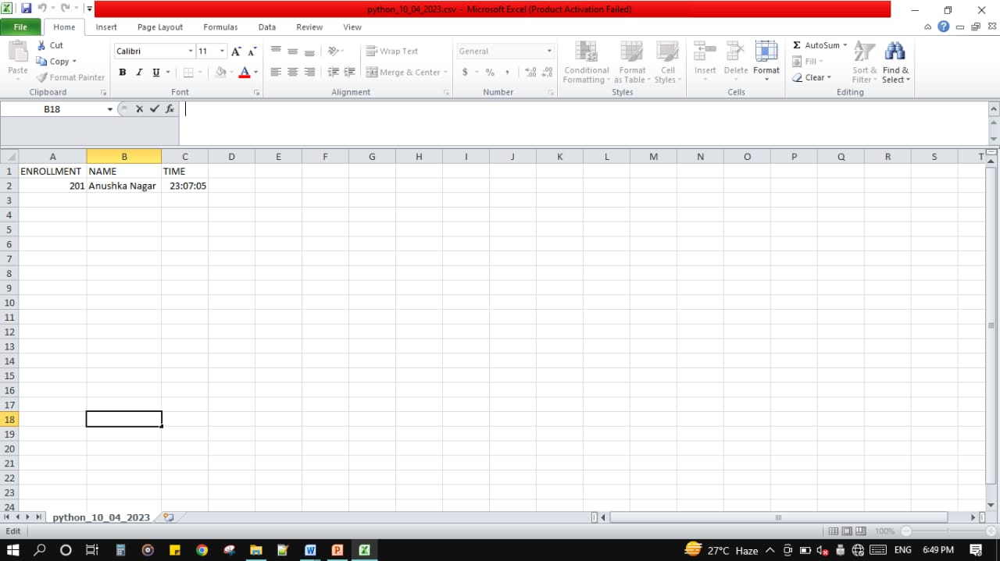 python_10_04_2023.csv - Microsoft Excel (Product Activation Failed)
File Home Insert Page Layout Formulas Data Review View
Paste
Cut
Copy
Format Painter
Clipboard
Calibri 11
B I U
Font
Wrap Text
Merge & Center
Alignment
General
$ % ,
Number
Conditional Formatting
Format as Table
Cell Styles
Styles
Insert Delete Format
Cells
Σ AutoSum
Fill
Clear
Sort & Filter
Find & Select
Editing
B18 fx
A B C D E F G H I J K L M N O P Q R S T
1 ENROLLMENT NAME TIME
2 201 Anushka Nagar 23:07:05
3
4
5
6
7
8
9
10
11
12
13
14
15
16
17
18
19
20
21
22
23
24
python_10_04_2023
Edit 100%
27°C Haze ENG 6:49 PM